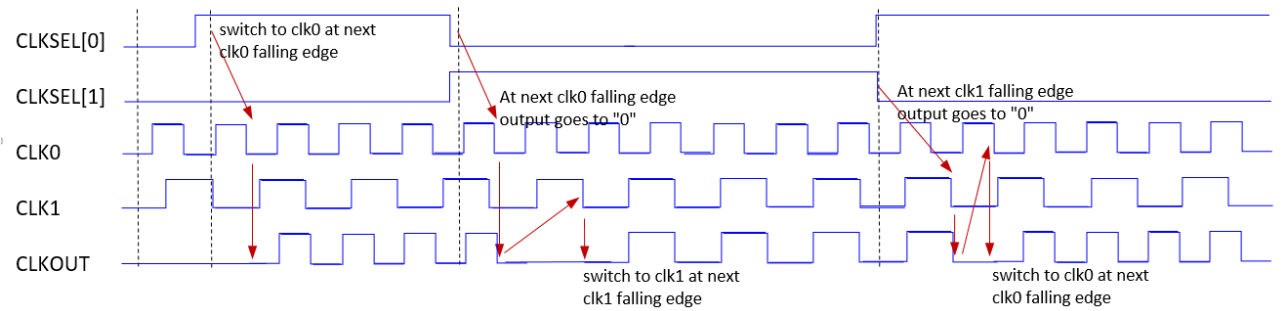 CLKSEL[0]
switch to clk0 at next
clk0 falling edge
CLKSEL[1]
At next clk0 falling edge
output goes to "0"
At next clk1 falling edge
output goes to "0"
CLK0
CLK1
CLKOUT
switch to clk1 at next
clk1 falling edge
switch to clk0 at next
clk0 falling edge